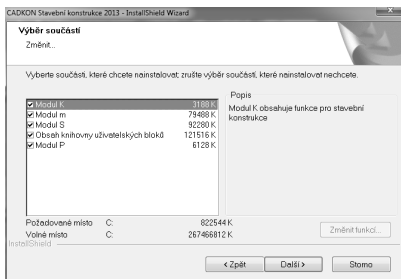 CADKON Stavební konstrukce 2013 - InstallShield Wizard
Výběr součástí
Změnit...
Vyberte součásti, které chcete nainstalovat; zrušte výběr součástí, které nainstalovat nechcete.
Popis
Modul K 3188 K
Modul m 79488 K
Modul S 92280 K
Obsah knihovny uživatelských bloků 121516 K
Modul P 6128 K
Modul K obsahuje funkce pro stavební
konstrukce
Požadované místo C: 822544 K
Volné místo C: 267466812 K
Změnit funkci...
InstallShield
< Zpět
Další >
Storno